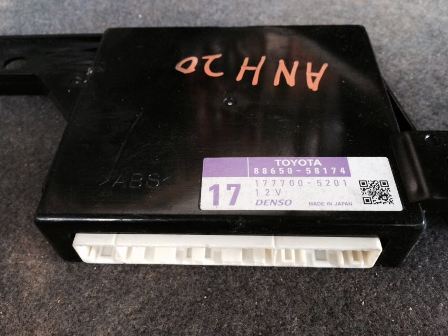 ANH20
>ABS<
TOYOTA
88650-58174
17
177700-5201
12V
DENSO MADE IN JAPAN